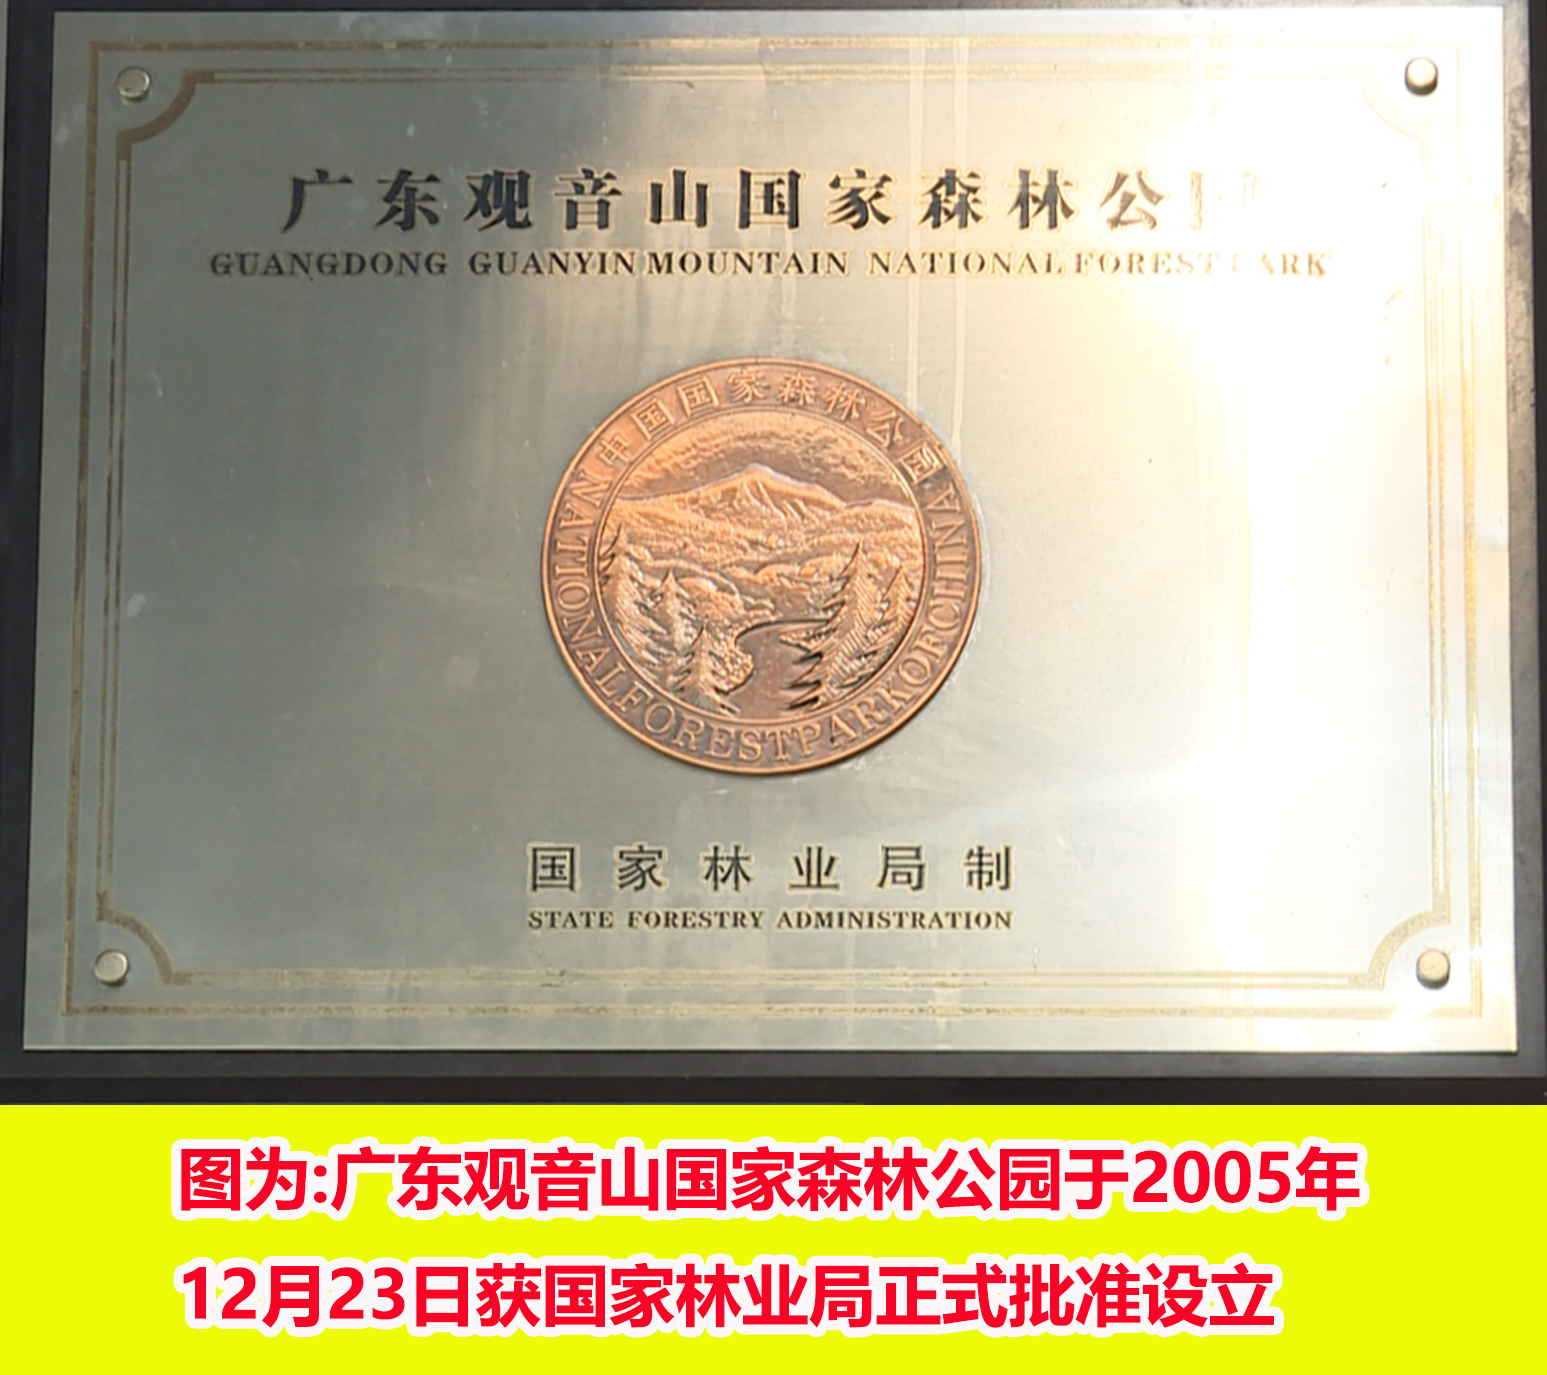 广东观音山国家森林公园
GUANGDONG GUANYIN MOUNTAIN NATIONAL FOREST PARK
中国国家森林公园
NATIONAL FOREST PARK OF CHINA
国家林业局制
STATE FORESTRY ADMINISTRATION
图为:广东观音山国家森林公园于2005年
12月23日获国家林业局正式批准设立